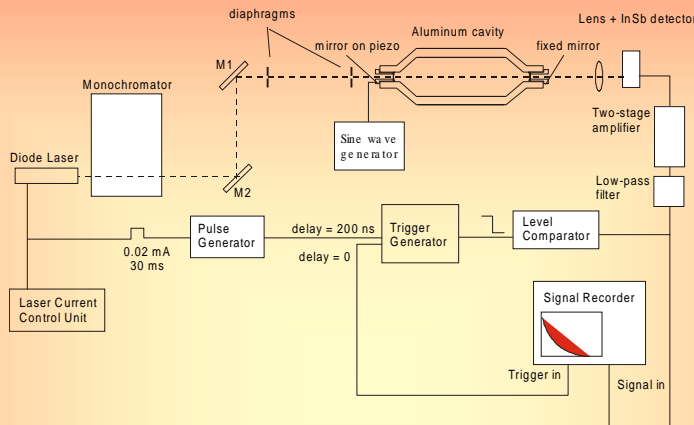 diaphragms
Lens + InSb detector
Aluminum cavity
mirror on piezo
fixed mirror
M1
Monochromator
Two-stage
amplifier
Sine wave
generator
Diode Laser
M2
Low-pass
filter
Pulse
Generator
delay = 200 ns
Trigger
Generator
Level
Comparator
delay = 0
0.02 mA
30 ms
Laser Current
Control Unit
Signal Recorder
Trigger in
Signal in